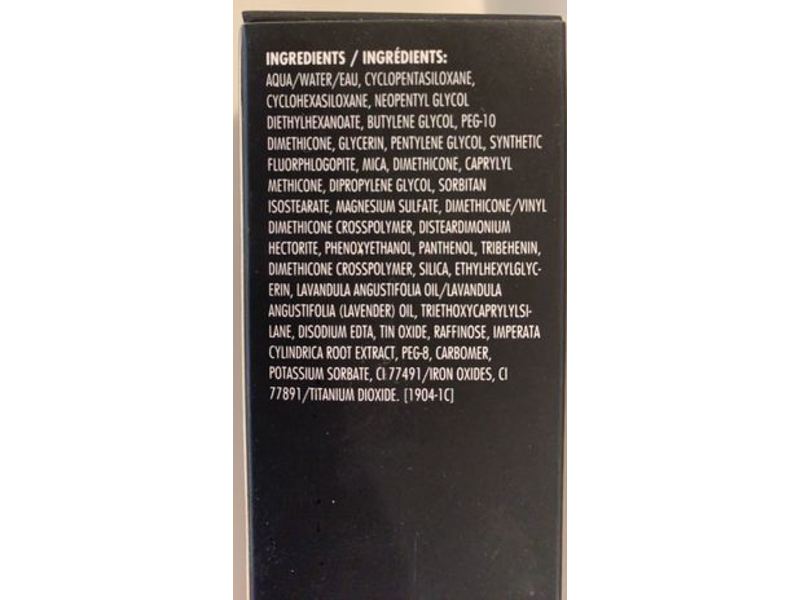 INGREDIENTS / INGRÉDIENTS:
AQUA/WATER/EAU, CYCLOPENTASILOXANE,
CYCLOHEXASILOXANE, NEOPENTYL GLYCOL
DIETHYLHEXANOATE, BUTYLENE GLYCOL, PEG-10
DIMETHICONE, GLYCERIN, PENTYLENE GLYCOL, SYNTHETIC
FLUORPHLOGOPITE, MICA, DIMETHICONE, CAPRYLYL
METHICONE, DIPROPYLENE GLYCOL, SORBITAN
ISOSTEARATE, MAGNESIUM SULFATE, DIMETHICONE/VINYL
DIMETHICONE CROSSPOLYMER, DISTEARDIMONIUM
HECTORITE, PHENOXYETHANOL, PANTHENOL, TRIBEHENIN,
DIMETHICONE CROSSPOLYMER, SILICA, ETHYLHEXYLGLYC-
ERIN, LAVANDULA ANGUSTIFOLIA OIL/LAVANDULA
ANGUSTIFOLIA (LAVENDER) OIL, TRIETHOXYCAPRYLYLSI-
LANE, DISODIUM EDTA, TIN OXIDE, RAFFINOSE, IMPERATA
CYLINDRICA ROOT EXTRACT, PEG-8, CARBOMER,
POTASSIUM SORBATE, CI 77491/IRON OXIDES, CI
77891/TITANIUM DIOXIDE. [1904-1C]